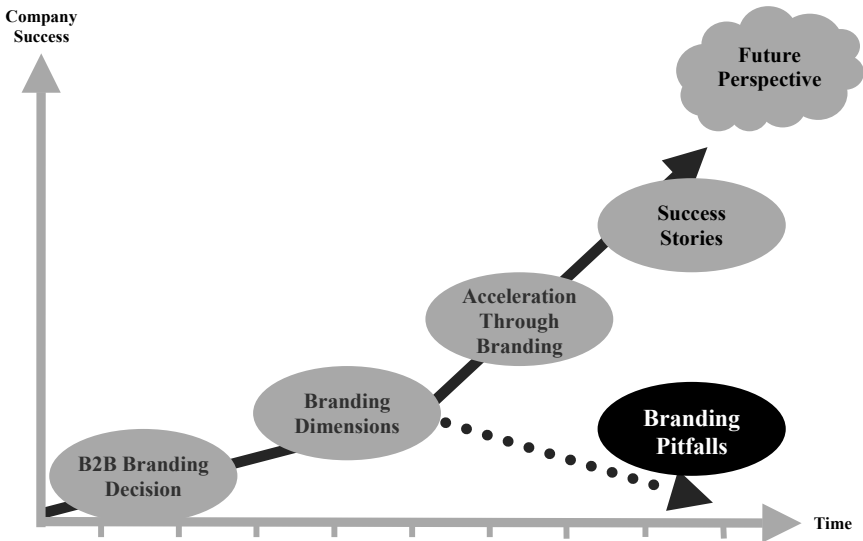 Company
Success
Future
Perspective
Success
Stories
Acceleration
Through
Branding
Branding
Dimensions
Branding
Pitfalls
B2B Branding
Decision
Time